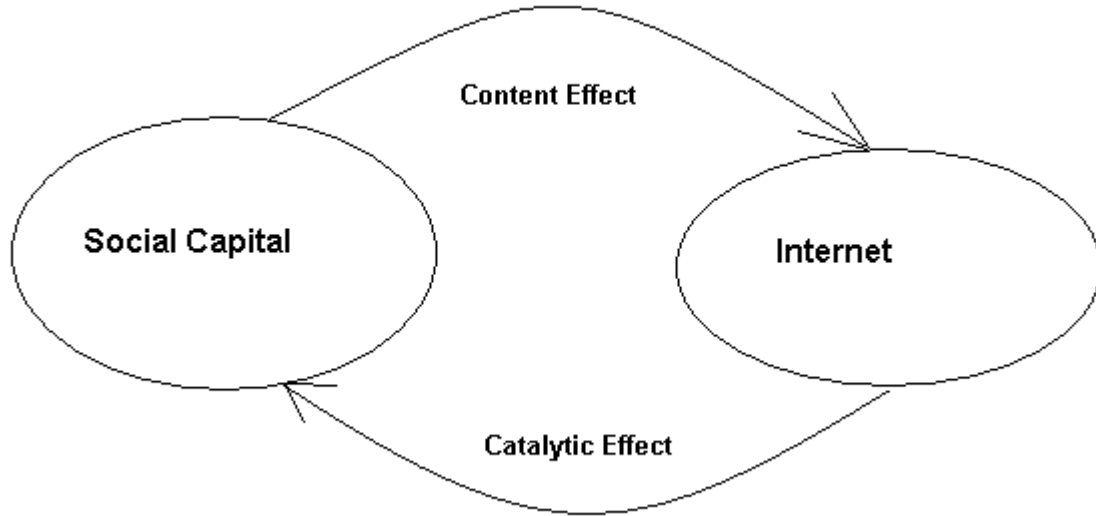 Content Effect
Social Capital
Internet
Catalytic Effect